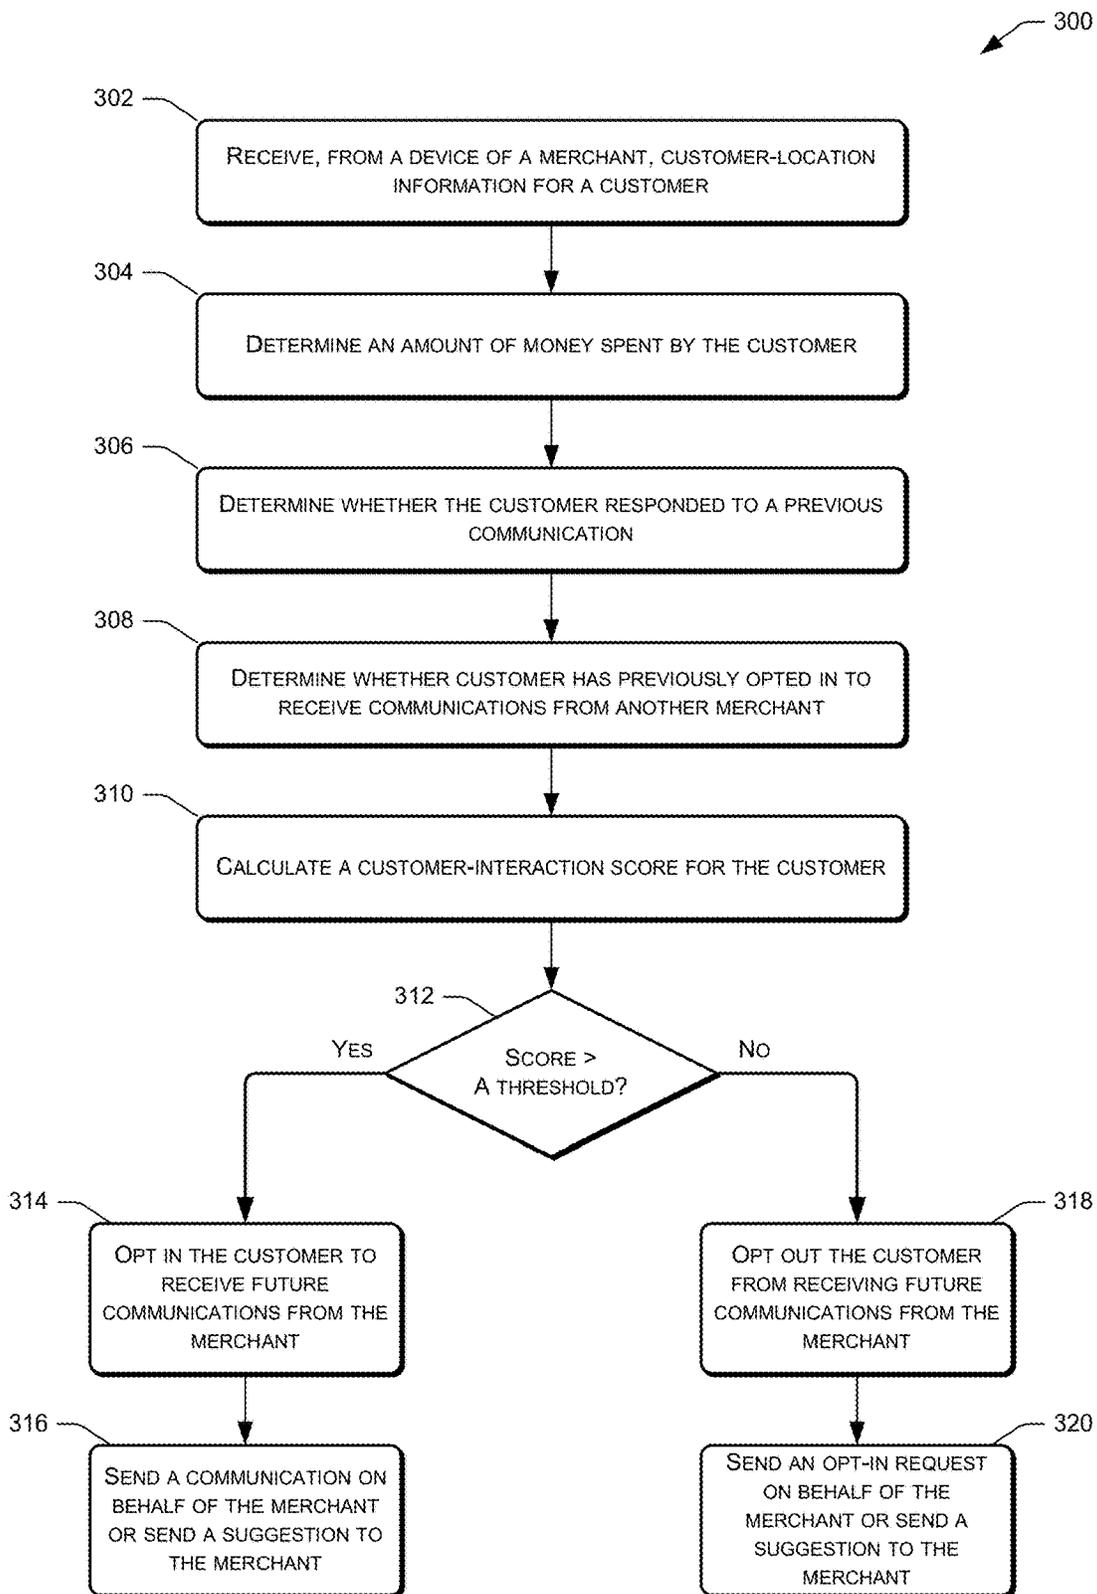 300
302
Receive, from a device of a merchant, customer-location
information for a customer
304
Determine an amount of money spent by the customer
306
Determine whether the customer responded to a previous
communication
308
Determine whether customer has previously opted in to
receive communications from another merchant
310
Calculate a customer-interaction score for the customer
312
Yes
No
Score >
A threshold?
314
Opt in the customer to
receive future
communications from the
merchant
318
Opt out the customer
from receiving future
communications from the
merchant
316
Send a communication on
behalf of the merchant
or send a suggestion to
the merchant
320
Send an opt-in request
on behalf of the
merchant or send a
suggestion to the
merchant